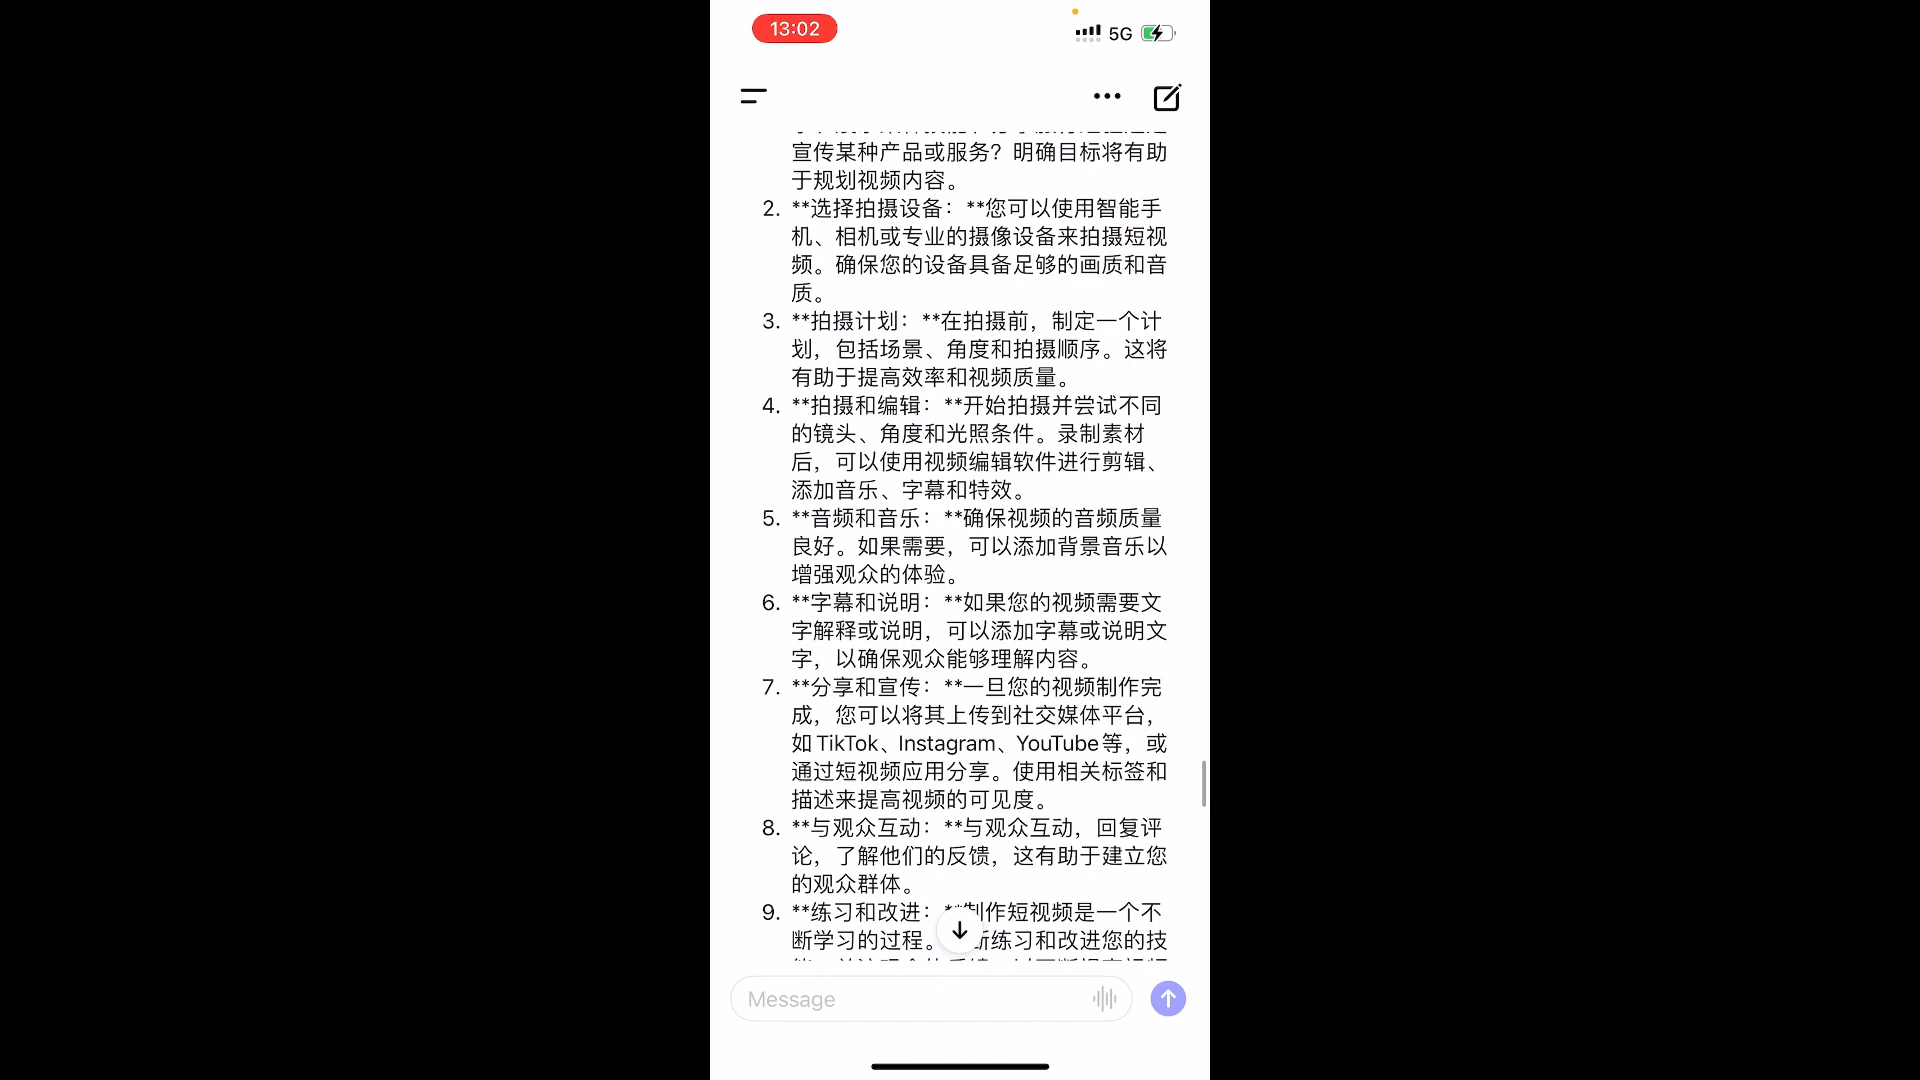 13:02
5G
宣传某种产品或服务？明确目标将有助
于规划视频内容。
2. **选择拍摄设备：**您可以使用智能手
机、相机或专业的摄像设备来拍摄短视
频。确保您的设备具备足够的画质和音
质。
3. **拍摄计划：**在拍摄前，制定一个计
划，包括场景、角度和拍摄顺序。这将
有助于提高效率和视频质量。
4. **拍摄和编辑：**开始拍摄并尝试不同
的镜头、角度和光照条件。录制素材
后，可以使用视频编辑软件进行剪辑、
添加音乐、字幕和特效。
5. **音频和音乐：**确保视频的音频质量
良好。如果需要，可以添加背景音乐以
增强观众的体验。
6. **字幕和说明：**如果您的视频需要文
字解释或说明，可以添加字幕或说明文
字，以确保观众能够理解内容。
7. **分享和宣传：**一旦您的视频制作完
成，您可以将其上传到社交媒体平台，
如TikTok、Instagram、YouTube等，或
通过短视频应用分享。使用相关标签和
描述来提高视频的可见度。
8. **与观众互动：**与观众互动，回复评
论，了解他们的反馈，这有助于建立您
的观众群体。
9. **练习和改进：**制作短视频是一个不
断学习的过程。断练习和改进您的技
Message